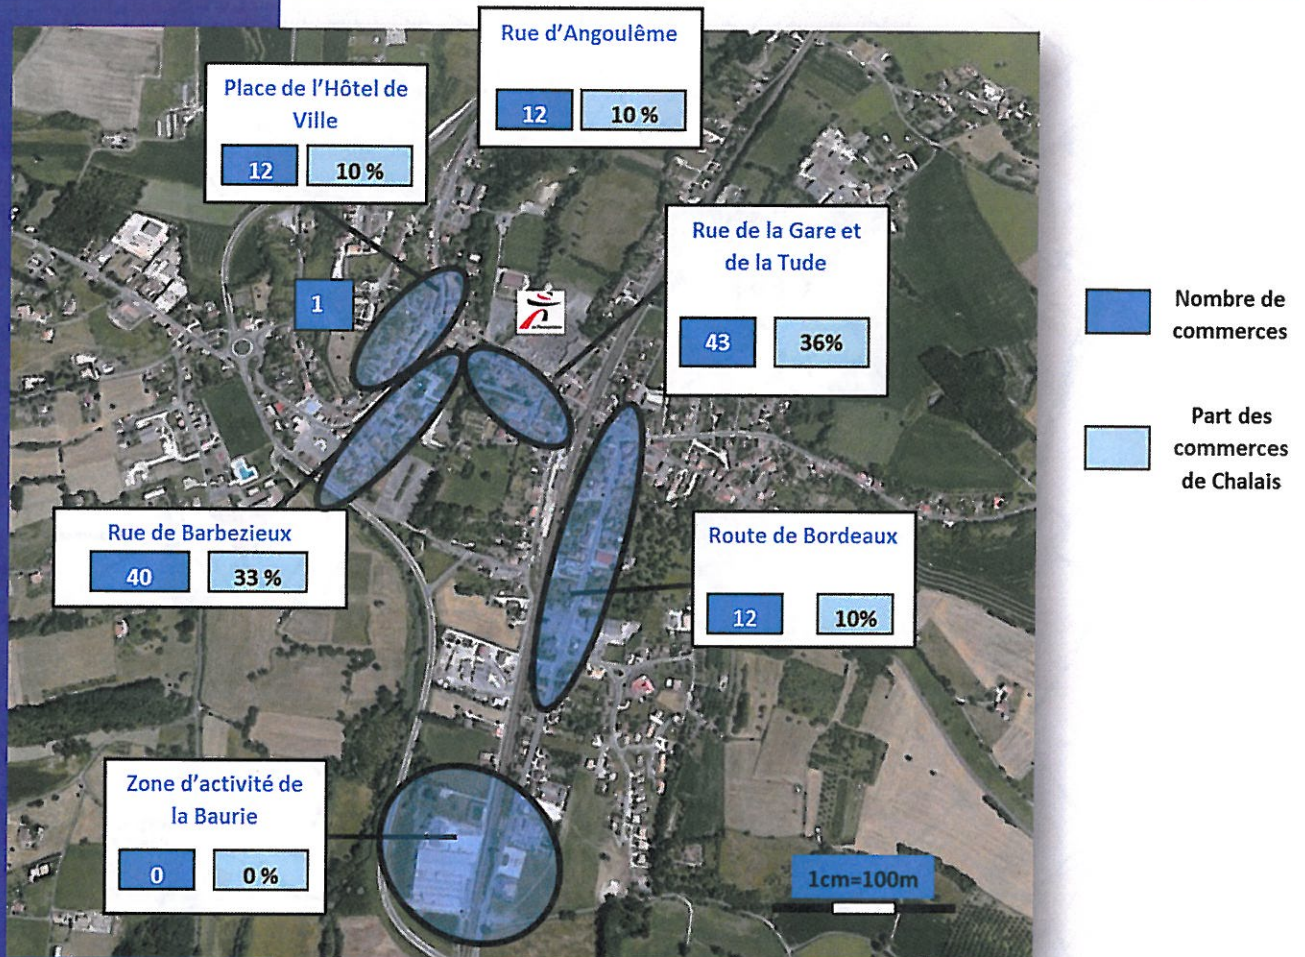 Rue d'Angoulême
12 10 %
Place de l'Hôtel de
Ville
12 10 %
Rue de la Gare et
de la Tude
43 36%
1
Nombre de
commerces
Part des
commerces
de Chalais
Rue de Barbezieux
40 33 %
Route de Bordeaux
12 10%
Zone d'activité de
la Baurie
0 0 %
1cm=100m